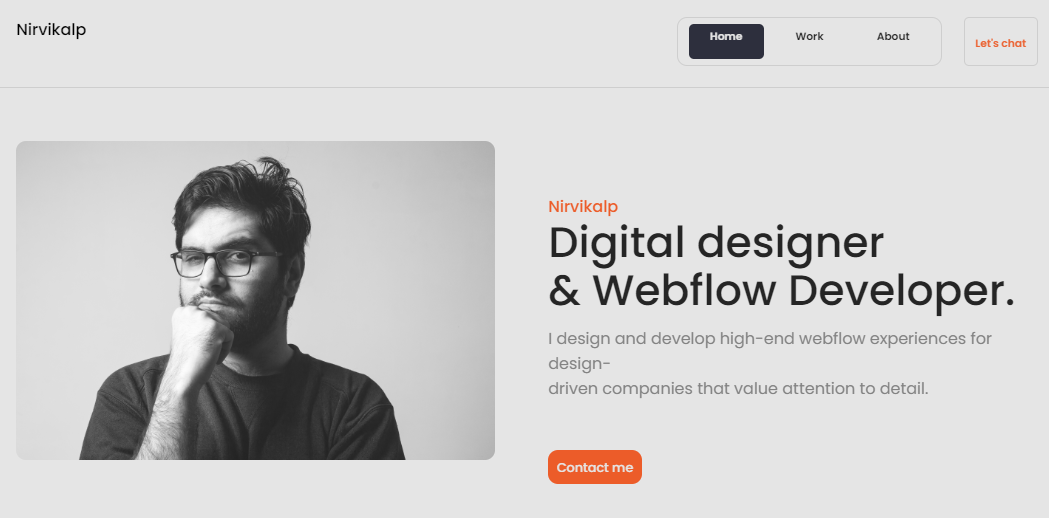 Nirvikalp
Home Work About Let's chat
Nirvikalp
Digital designer
& Webflow Developer.
I design and develop high-end webflow experiences for
design-
driven companies that value attention to detail.
Contact me